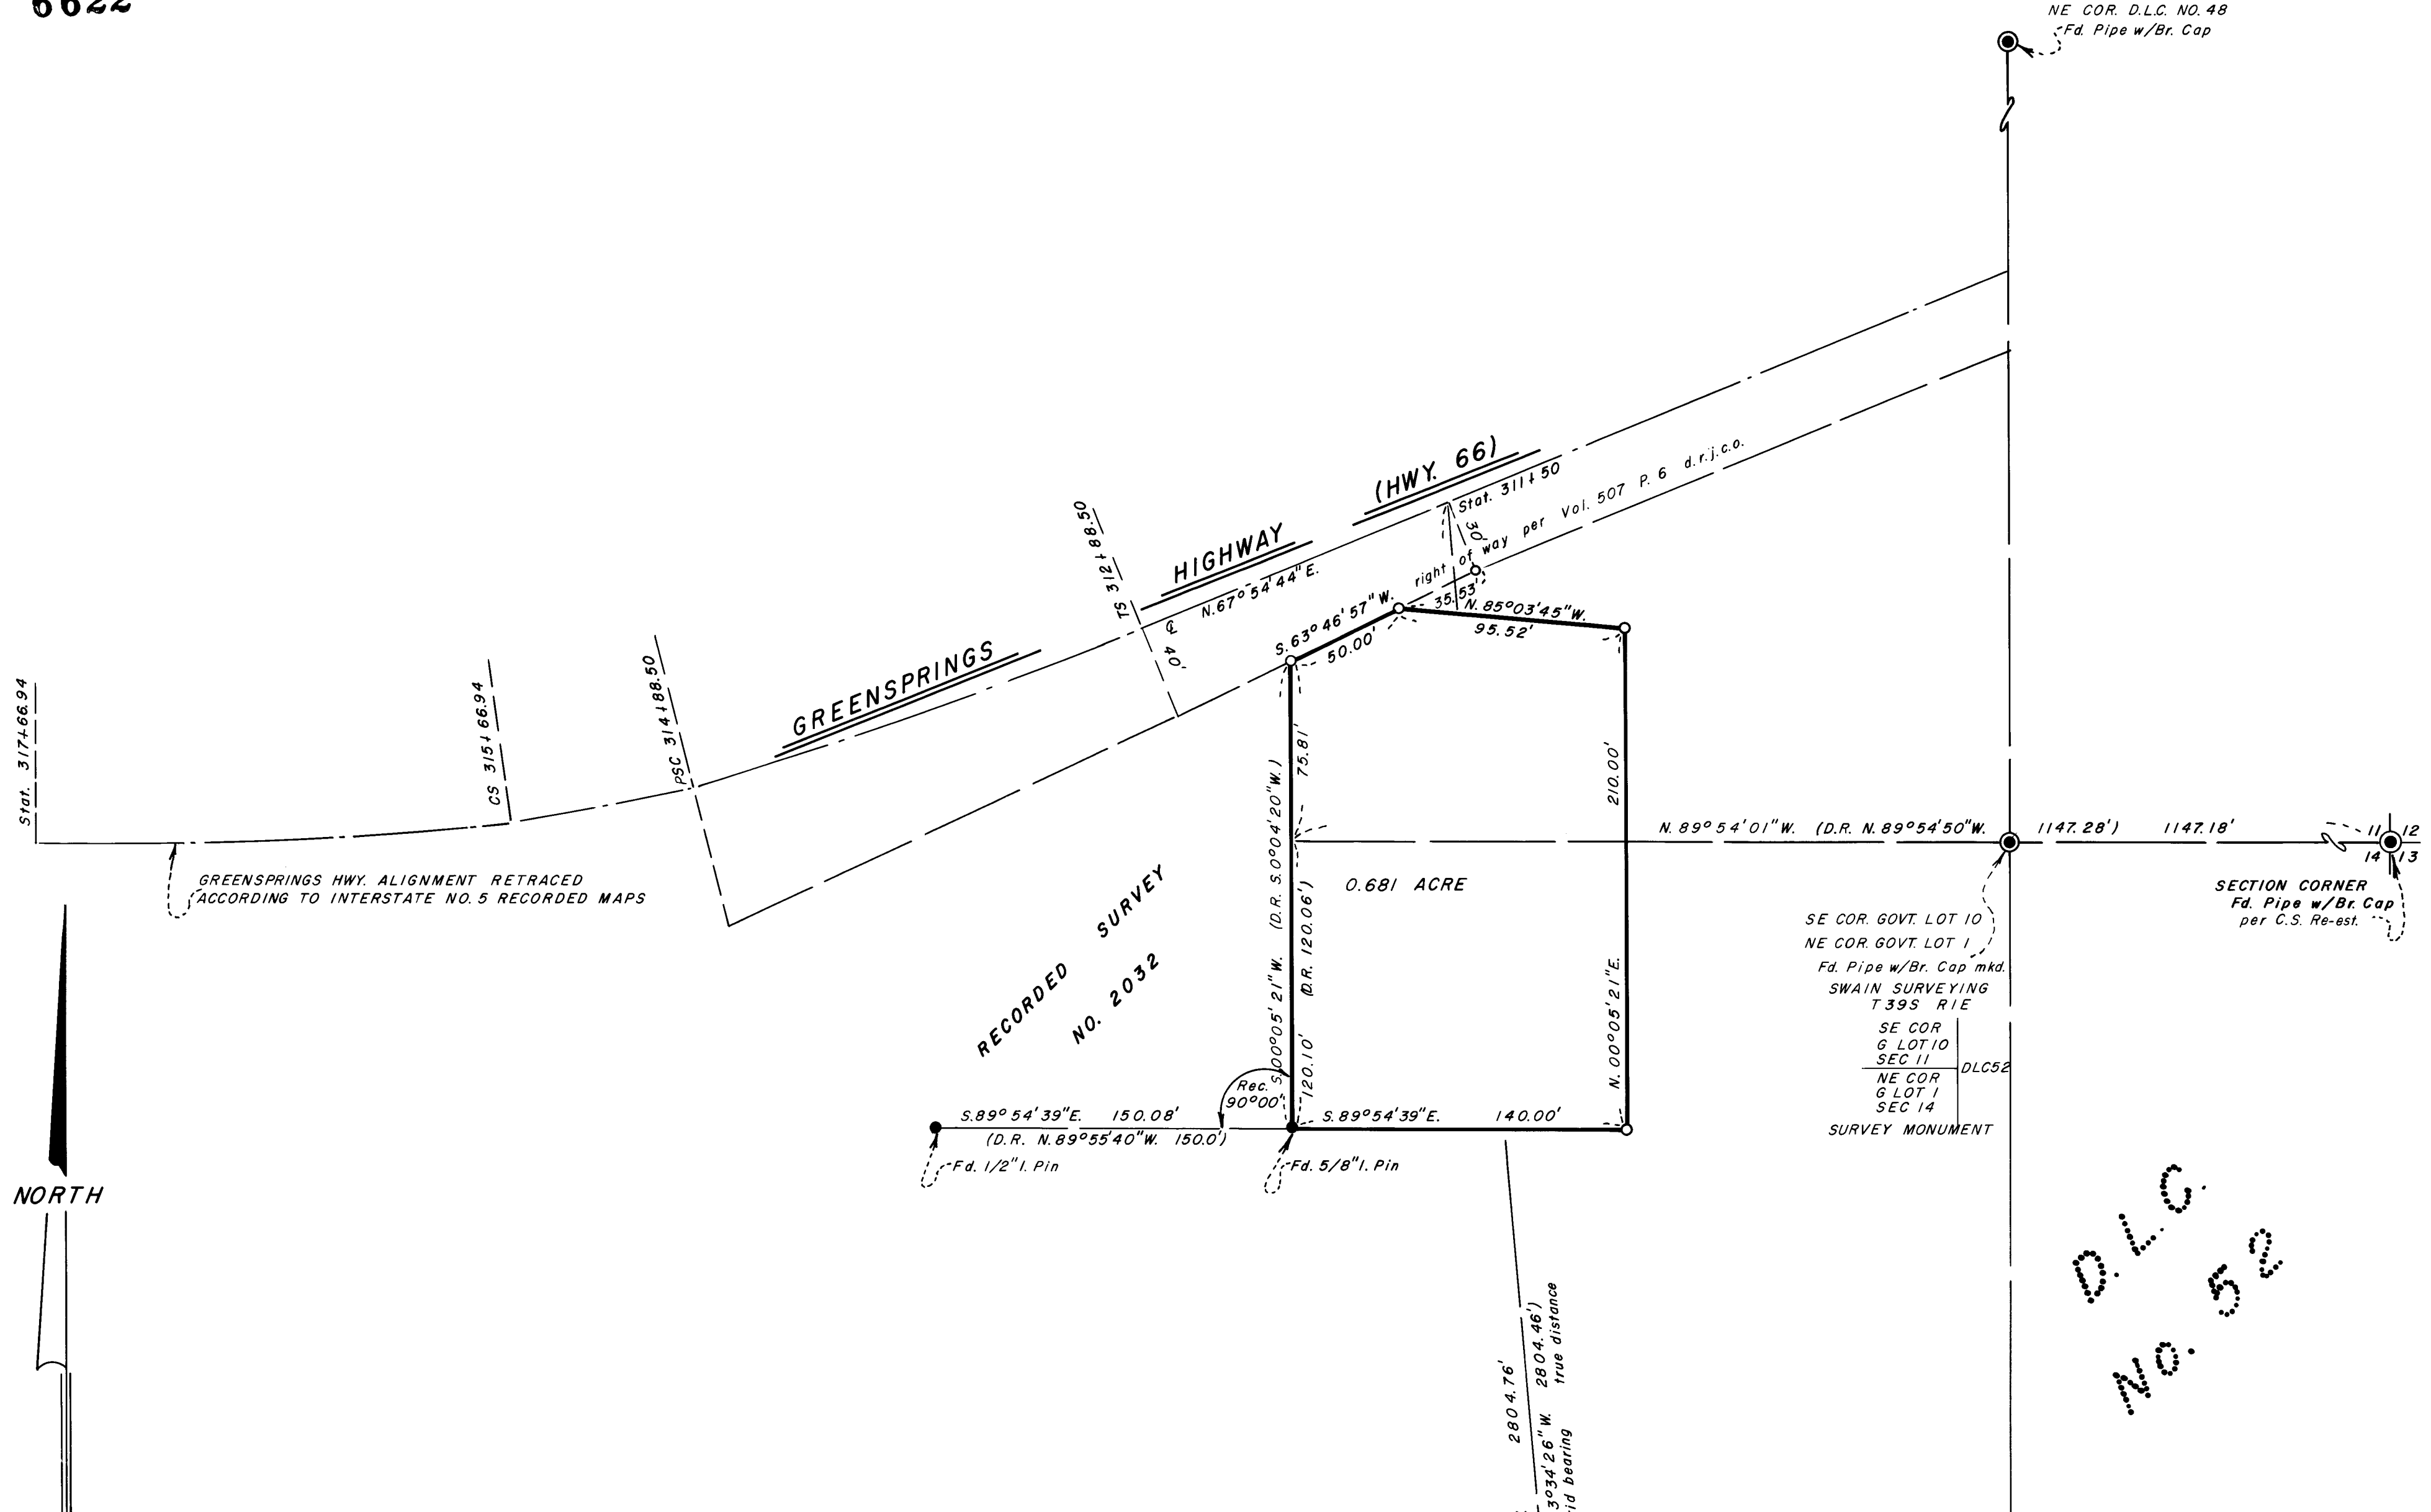 6622
NE COR. D.L.C. NO. 48
Fd. Pipe w/Br. Cap
(HWY. 66)
Stat. 311+50
30'
right of way per Vol. 507 P. 6 d.r.j.c.o.
HIGHWAY
N.67°54'44"E.
TS 312+88.50
40'
GREENSPRINGS
PSC 314+88.50
CS 315+66.94
Stat. 317+66.94
S.63°46'57"W.
50.00'
35.53'
N.85°03'45"W.
95.52'
75.81'
210.00'
N.89°54'01"W. (D.R. N.89°54'50"W. 1147.28') 1147.18'
11 12
14 13
GREENSPRINGS HWY. ALIGNMENT RETRACED
ACCORDING TO INTERSTATE NO. 5 RECORDED MAPS
RECORDED SURVEY
NO. 2032
0.681 ACRE
S.00°05'21"W. (D.R. S.0°04'20"W.)
120.10' (D.R. 120.06')
N.00°05'21"E.
SECTION CORNER
Fd. Pipe w/Br. Cap
per C.S. Re-est.
SE COR. GOVT. LOT 10
NE COR. GOVT. LOT 1
Fd. Pipe w/Br. Cap mkd.
SWAIN SURVEYING
T39S R1E
SE COR
G LOT 10
SEC 11
DLC52
NE COR
G LOT 1
SEC 14
SURVEY MONUMENT
Rec.
90°00'
S.89°54'39"E. 150.08'
(D.R. N.89°55'40"W. 150.0')
S.89°54'39"E. 140.00'
Fd. 1/2" I. Pin
Fd. 5/8" I. Pin
NORTH
D.L.C.
NO. 52
2804.76'
3°34'26"W. 2804.46')
id bearing true distance